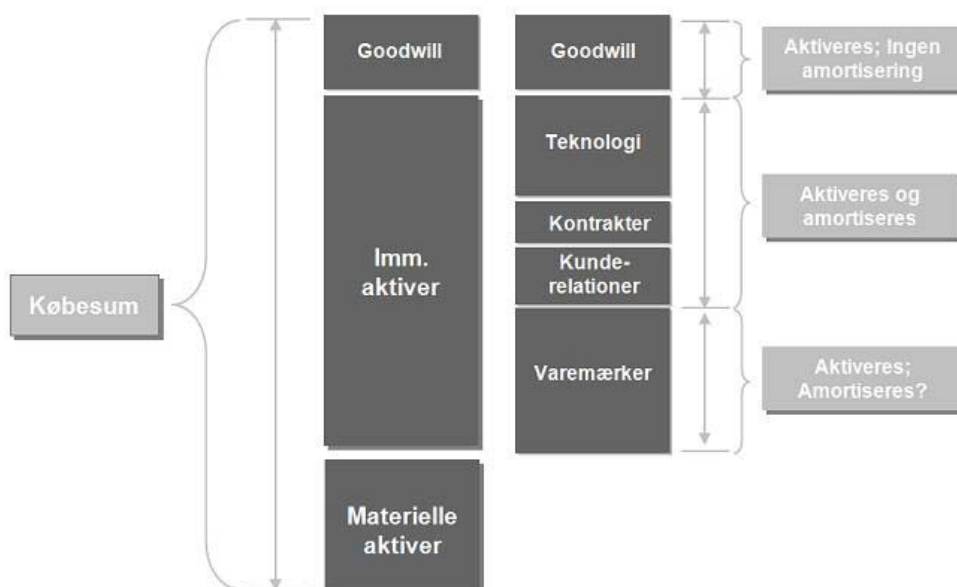 Købesum
Goodwill
Imm.
aktiver
Materielle
aktiver
Goodwill
Teknologi
Kontrakter
Kunde-
relationer
Varemærker
Aktiveres; Ingen
amortisering
Aktiveres og
amortiseres
Aktiveres;
Amortiseres?